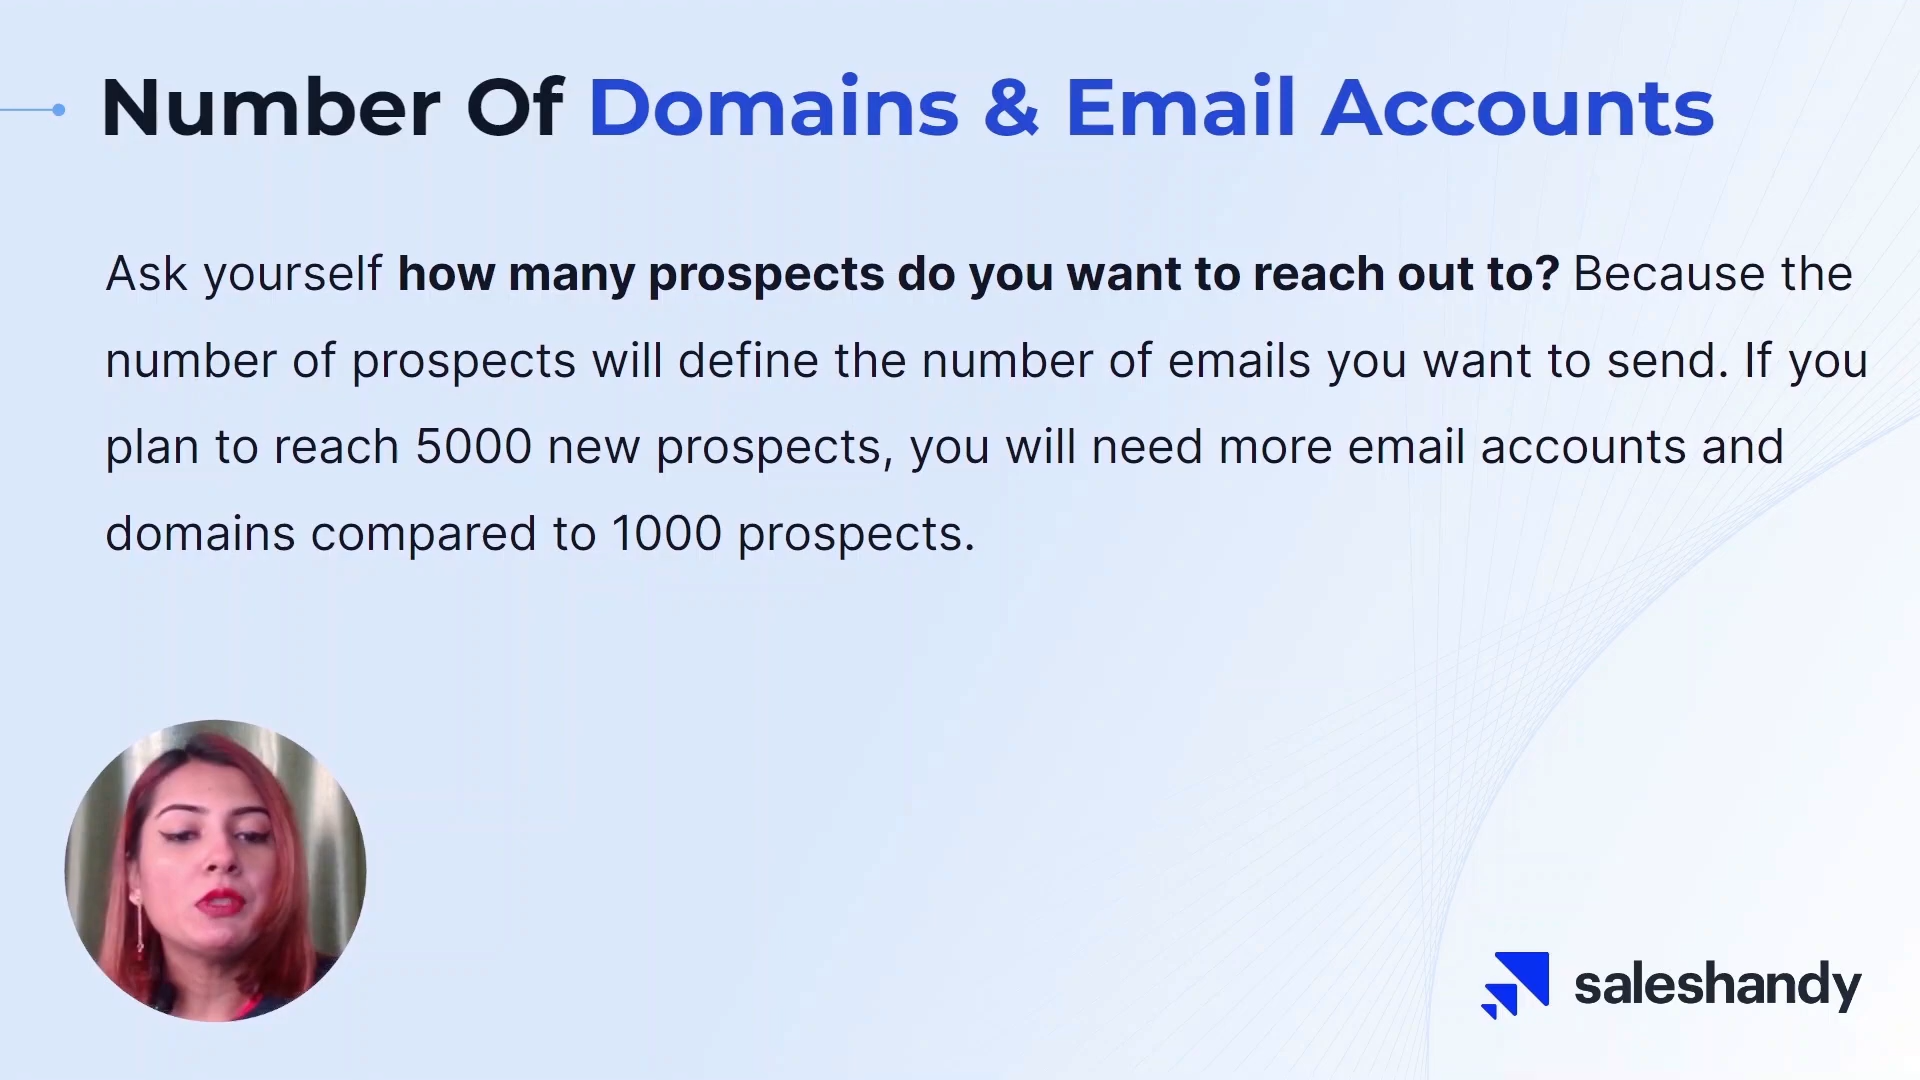 Number Of Domains & Email Accounts
Ask yourself how many prospects do you want to reach out to? Because the
number of prospects will define the number of emails you want to send. If you
plan to reach 5000 new prospects, you will need more email accounts and
domains compared to 1000 prospects.
saleshandy